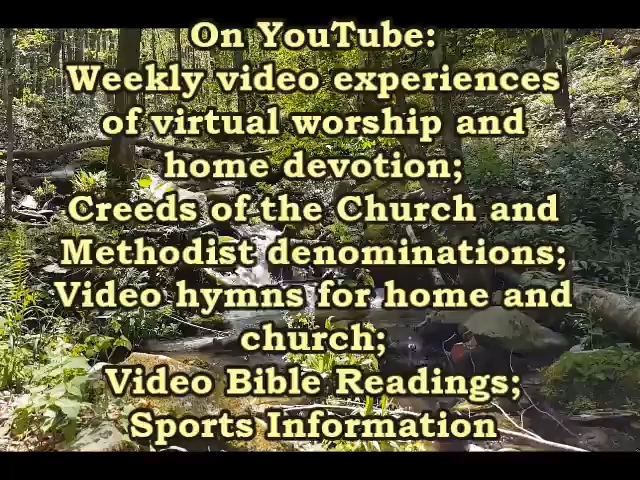 On YouTube:
Weekly video experiences
of virtual worship and
home devotion;
Creeds of the Church and
Methodist denominations;
Video hymns for home and
church;
Video Bible Readings;
Sports Information